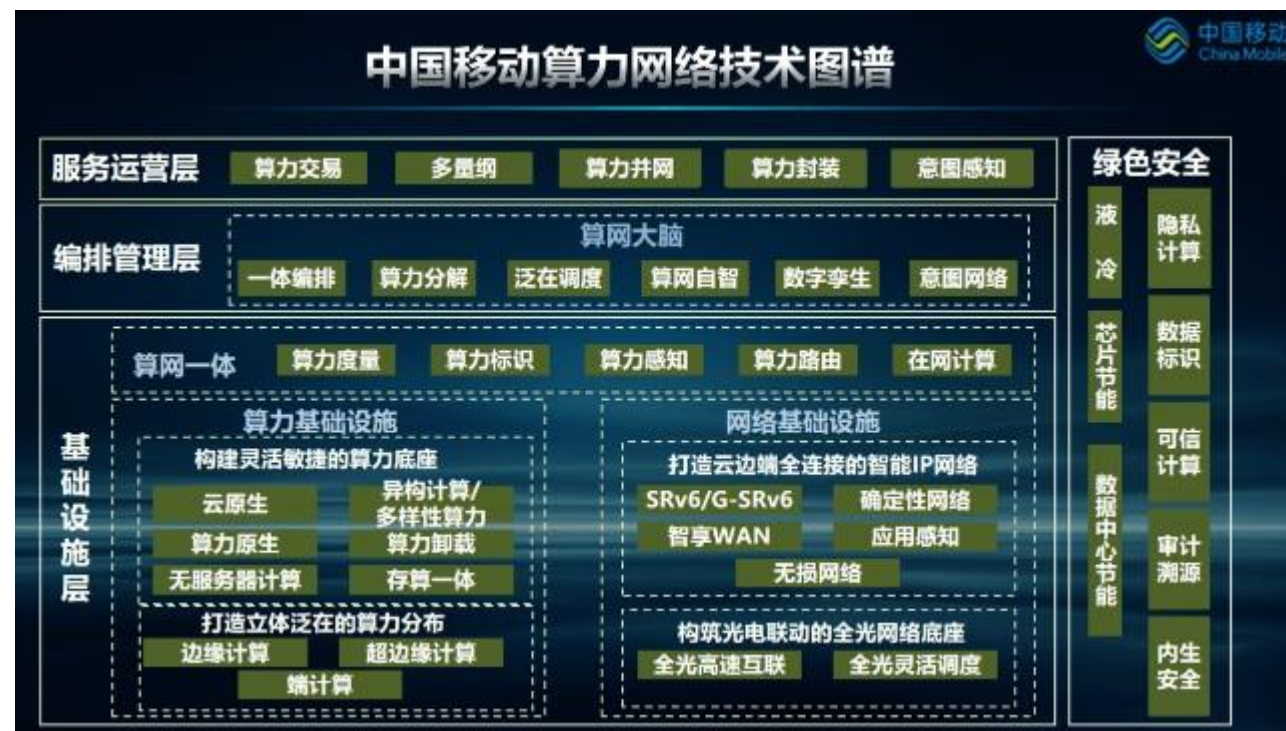 中国移动
China Mobile
中国移动算力网络技术图谱
服务运营层
算力交易
多量纲
算力并网
算力封装
意图感知
编排管理层
算网大脑
一体编排
算力分解
泛在调度
算网自智
数字孪生
意图网络
基础设施层
算网一体
算力度量
算力标识
算力感知
算力路由
在网计算
算力基础设施
构建灵活敏捷的算力底座
云原生
异构计算/
多样性算力
算力原生
算力卸载
无服务器计算
存算一体
打造立体泛在的算力分布
边缘计算
超边缘计算
端计算
网络基础设施
打造云边端全连接的智能IP网络
SRv6/G-SRv6
确定性网络
智享WAN
应用感知
无损网络
构筑光电联动的全光网络底座
全光高速互联
全光灵活调度
绿色安全
液冷
芯片节能
数据中心节能
隐私
计算
数据
标识
可信
计算
审计
溯源
内生
安全